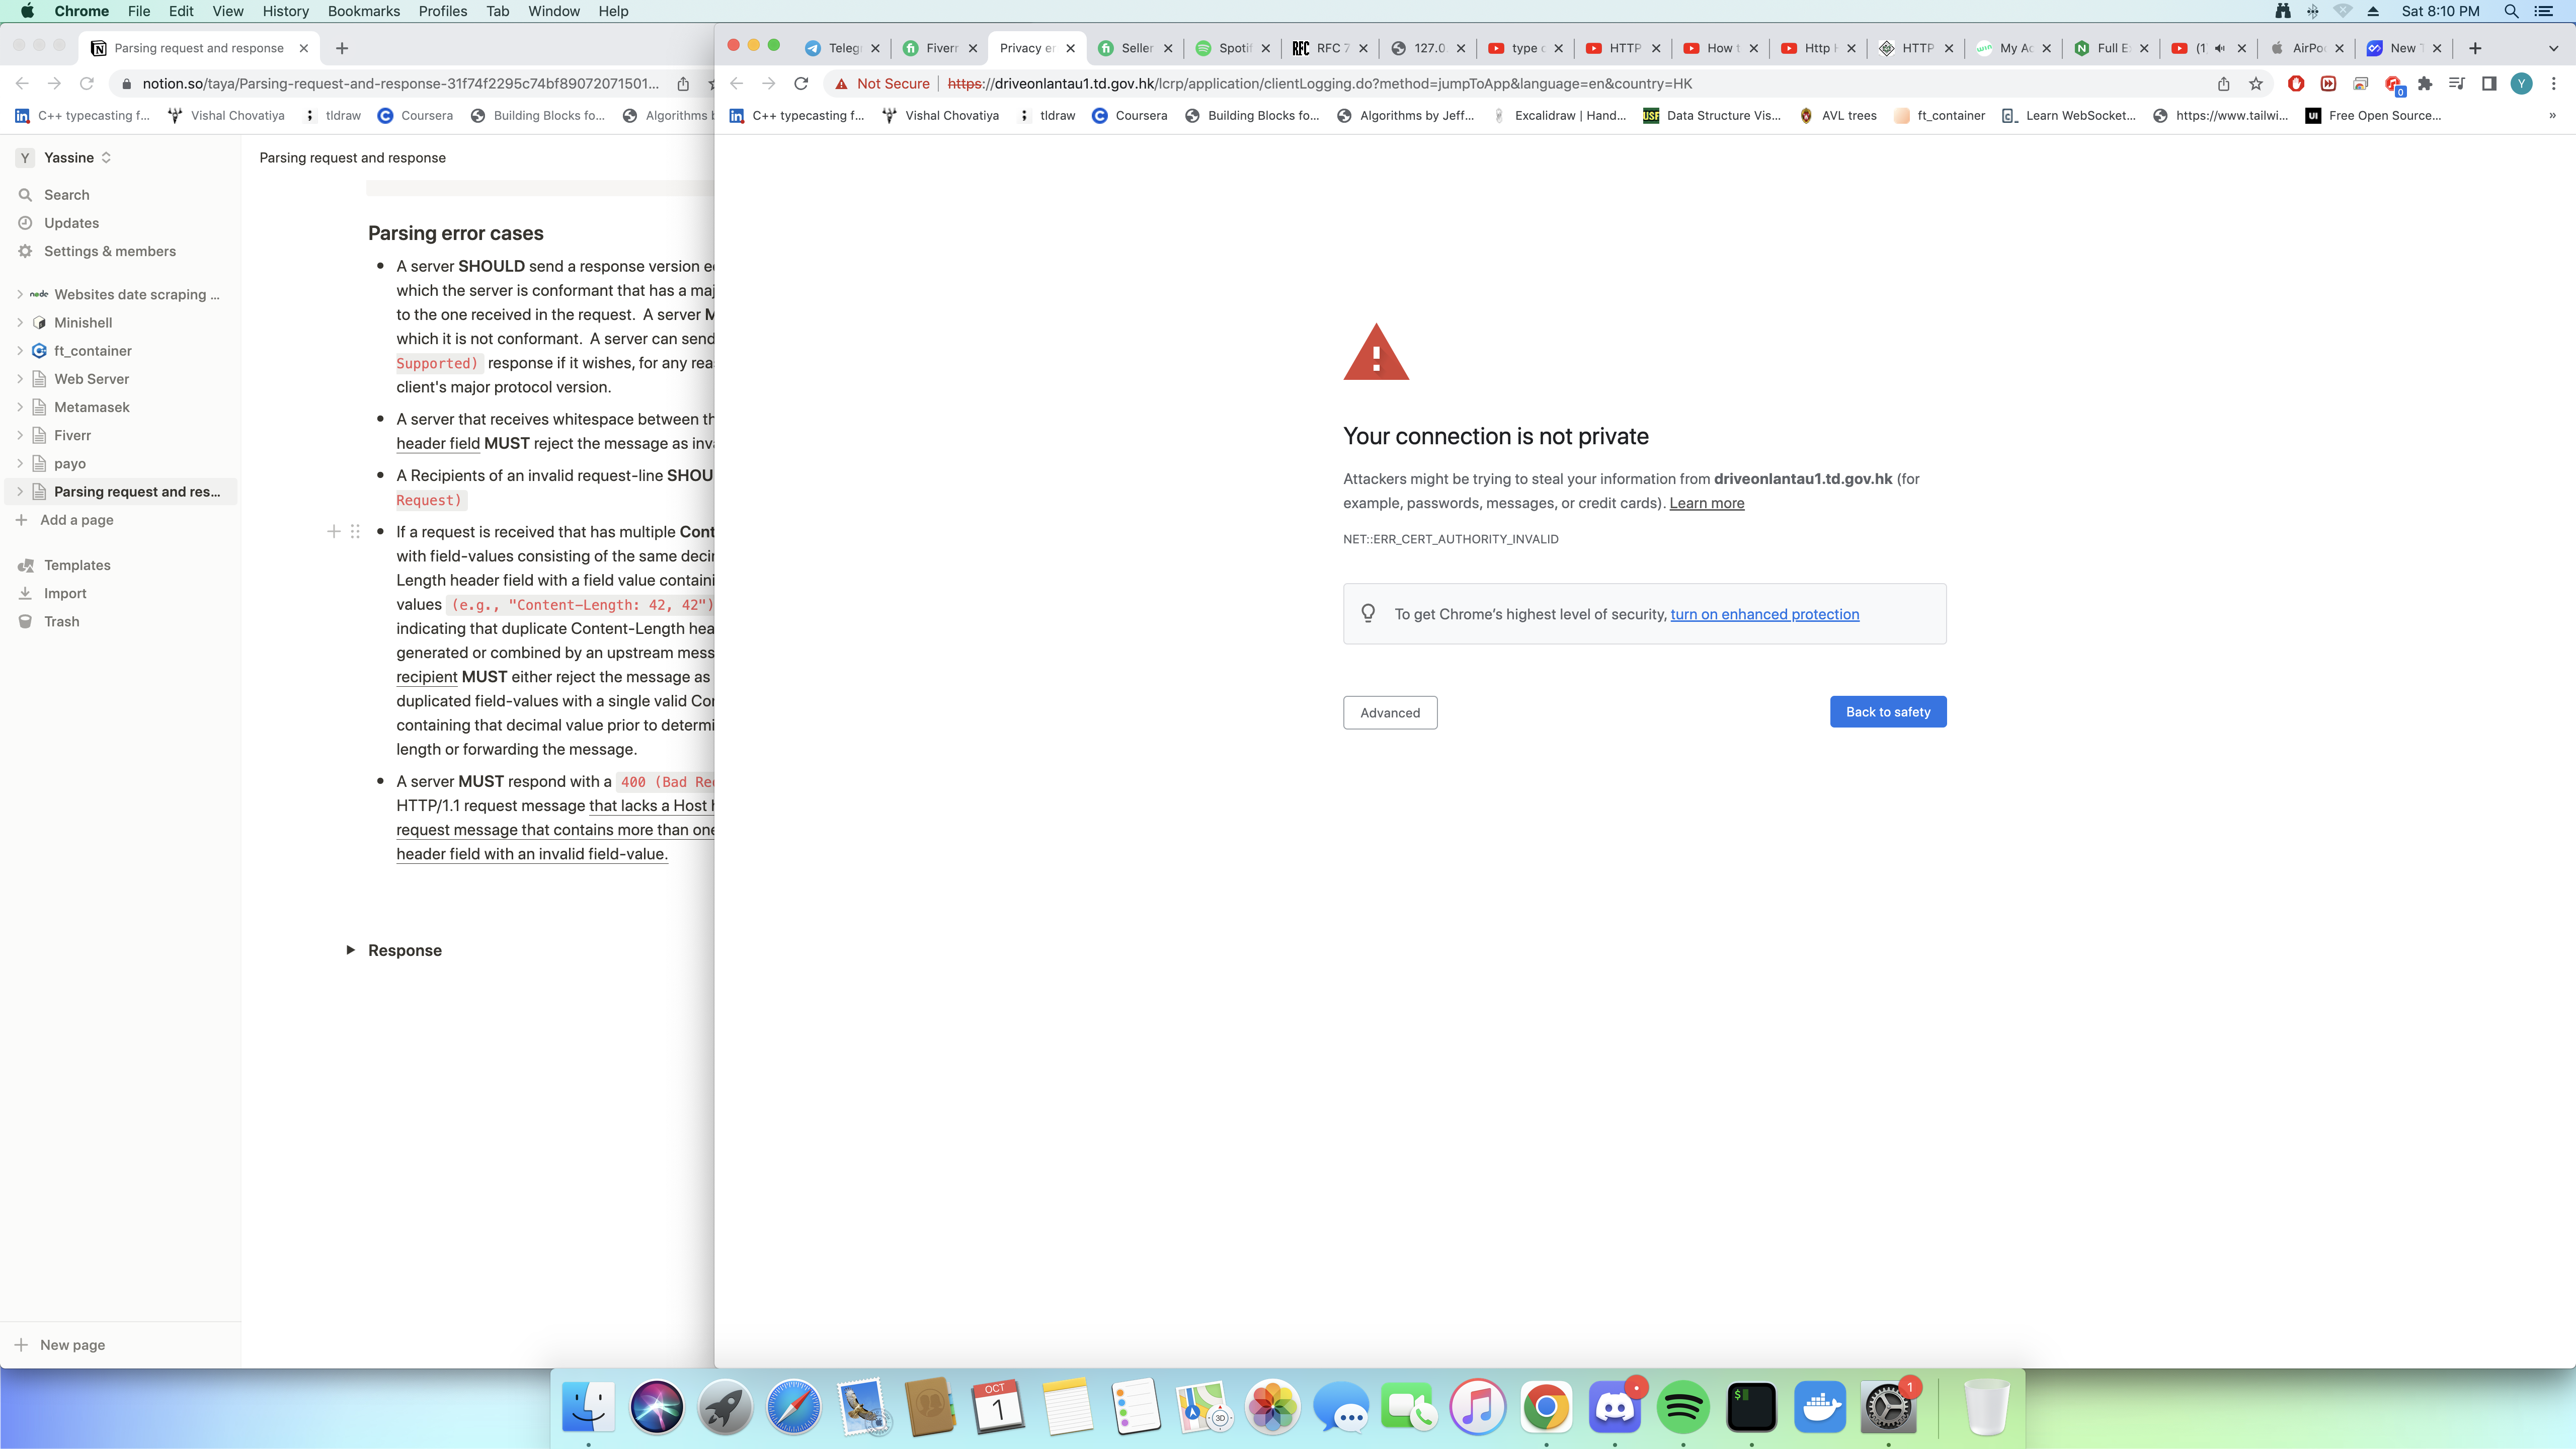 Chrome File Edit View History Bookmarks Profiles Tab Window Help
Sat 8:10 PM
Parsing request and response
notion.so/taya/Parsing-request-and-response-31f74f2295c74bf89072071501...
C++ typecasting f... Vishal Chovatiya tldraw Coursera Building Blocks fo... Algorithms b
Y Yassine
Search
Updates
Settings & members
Websites date scraping ...
Minishell
ft_container
Web Server
Metamasek
Fiverr
payo
Parsing request and res...
Add a page
Templates
Import
Trash
New page
Parsing request and response
Parsing error cases
A server SHOULD send a response version e
which the server is conformant that has a maj
to the one received in the request. A server M
which it is not conformant. A server can send
Supported) response if it wishes, for any rea
client's major protocol version.
A server that receives whitespace between th
header field MUST reject the message as inv
A Recipients of an invalid request-line SHOU
Request)
If a request is received that has multiple Cont
with field-values consisting of the same decin
Length header field with a field value containi
values (e.g., "Content-Length: 42, 42")
indicating that duplicate Content-Length hea
generated or combined by an upstream mess
recipient MUST either reject the message as
duplicated field-values with a single valid Cor
containing that decimal value prior to determi
length or forwarding the message.
A server MUST respond with a 400 (Bad Rec
HTTP/1.1 request message that lacks a Host h
request message that contains more than one
header field with an invalid field-value.
Response
Telegr Fiverr Privacy er Seller Spotif RFC RFC 7 127.0. type c HTTP How t Http H HTTP My Ac Full E (1 AirPo New T
Not Secure https://driveonlantau1.td.gov.hk/lcrp/application/clientLogging.do?method=jumpToApp&language=en&country=HK
0
Y
C++ typecasting f... Vishal Chovatiya tldraw Coursera Building Blocks fo... Algorithms by Jeff... Excalidraw | Hand... USF Data Structure Vis... AVL trees ft_container Learn WebSocket... https://www.tailwi... UI Free Open Source...
Your connection is not private
Attackers might be trying to steal your information from driveonlantau1.td.gov.hk (for
example, passwords, messages, or credit cards). Learn more
NET::ERR_CERT_AUTHORITY_INVALID
To get Chrome's highest level of security, turn on enhanced protection
Advanced
Back to safety
OCT
1
3D
$
1